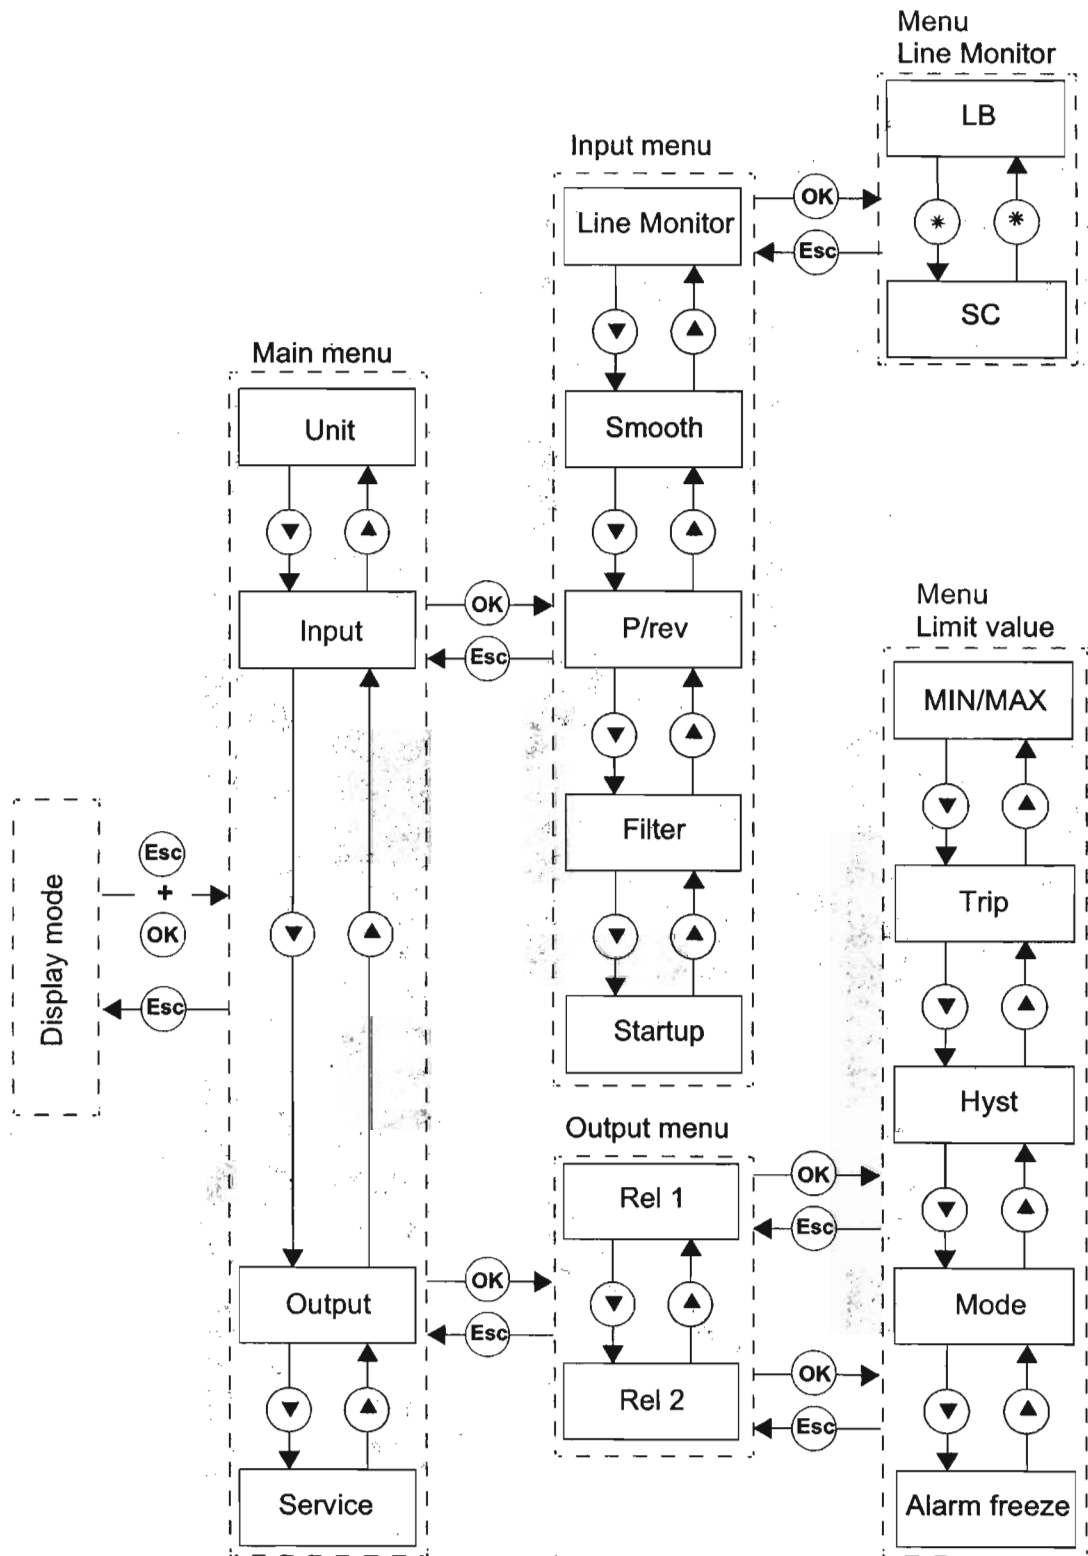 Menu
Line Monitor
LB
*
*
SC
Input menu
Line Monitor
OK
Esc
Smooth
P/rev
Filter
Startup
Main menu
Unit
Input
OK
Esc
Output
OK
Esc
Service
Display mode
Esc
+
OK
Esc
Output menu
Rel 1
OK
Esc
Rel 2
OK
Esc
Menu
Limit value
MIN/MAX
Trip
Hyst
Mode
Alarm freeze